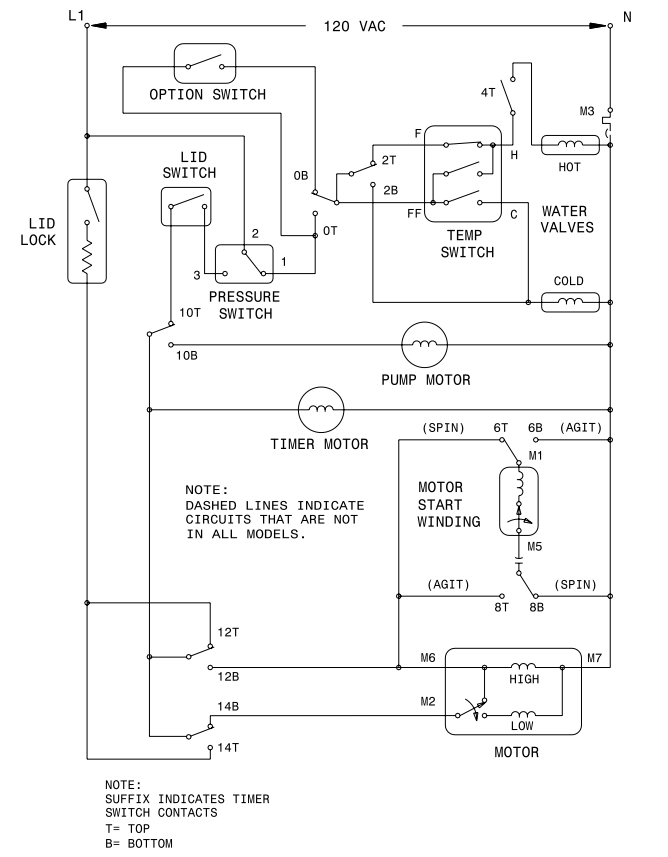 L1
120 VAC
N
OPTION SWITCH
4T
M3
F
H
HOT
LID
SWITCH
2T
0B
2B
LID
LOCK
FF
C
WATER
VALVES
0T
TEMP
SWITCH
2
3
1
COLD
PRESSURE
SWITCH
10T
10B
PUMP MOTOR
TIMER MOTOR
(SPIN)
6T
6B
(AGIT)
M1
NOTE:
DASHED LINES INDICATE
CIRCUITS THAT ARE NOT
IN ALL MODELS.
MOTOR
START
WINDING
M5
(AGIT)
(SPIN)
8T
8B
12T
12B
M6
M7
HIGH
14B
M2
LOW
14T
MOTOR
NOTE:
SUFFIX INDICATES TIMER
SWITCH CONTACTS
T= TOP
B= BOTTOM